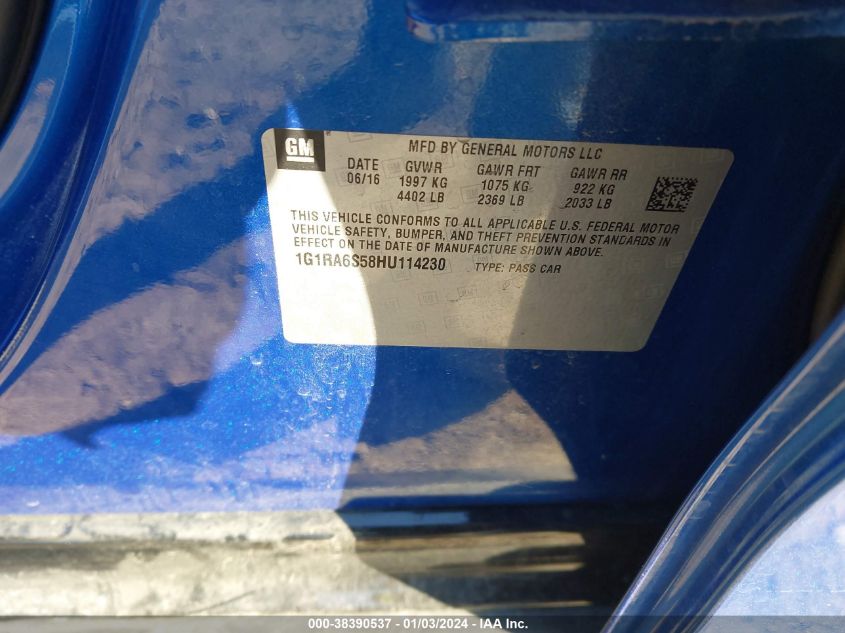 GM
MFD BY GENERAL MOTORS LLC
DATE GVWR GAWR FRT GAWR RR
06/16 1997 KG 1075 KG 922 KG
4402 LB 2369 LB 2033 LB
THIS VEHICLE CONFORMS TO ALL APPLICABLE U.S. FEDERAL MOTOR
VEHICLE SAFETY, BUMPER, AND THEFT PREVENTION STANDARDS IN
EFFECT ON THE DATE OF MANUFACTURE SHOWN ABOVE.
1G1RA6S58HU114230 TYPE: PASS CAR
000-38390537 - 01/03/2024 - IAA Inc.